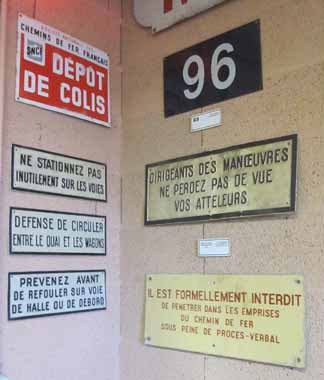 CHEMINS DE FER FRANÇAIS
SNCF
DÉPÔT
DE COLIS
NE STATIONNEZ PAS
INUTILEMENT SUR LES VOIES
DEFENSE DE CIRCULER
ENTRE LE QUAI ET LES WAGONS
PREVENEZ AVANT
DE REFOULER SUR VOIE
DE HALLE OU DE DEBORD
96
DIRIGEANTS DES MANŒUVRES
NE PERDEZ PAS DE VUE
VOS ATTELEURS
IL EST FORMELLEMENT INTERDIT
DE PENETRER DANS LES EMPRISES
DU CHEMIN DE FER
SOUS PEINE DE PROCES-VERBAL